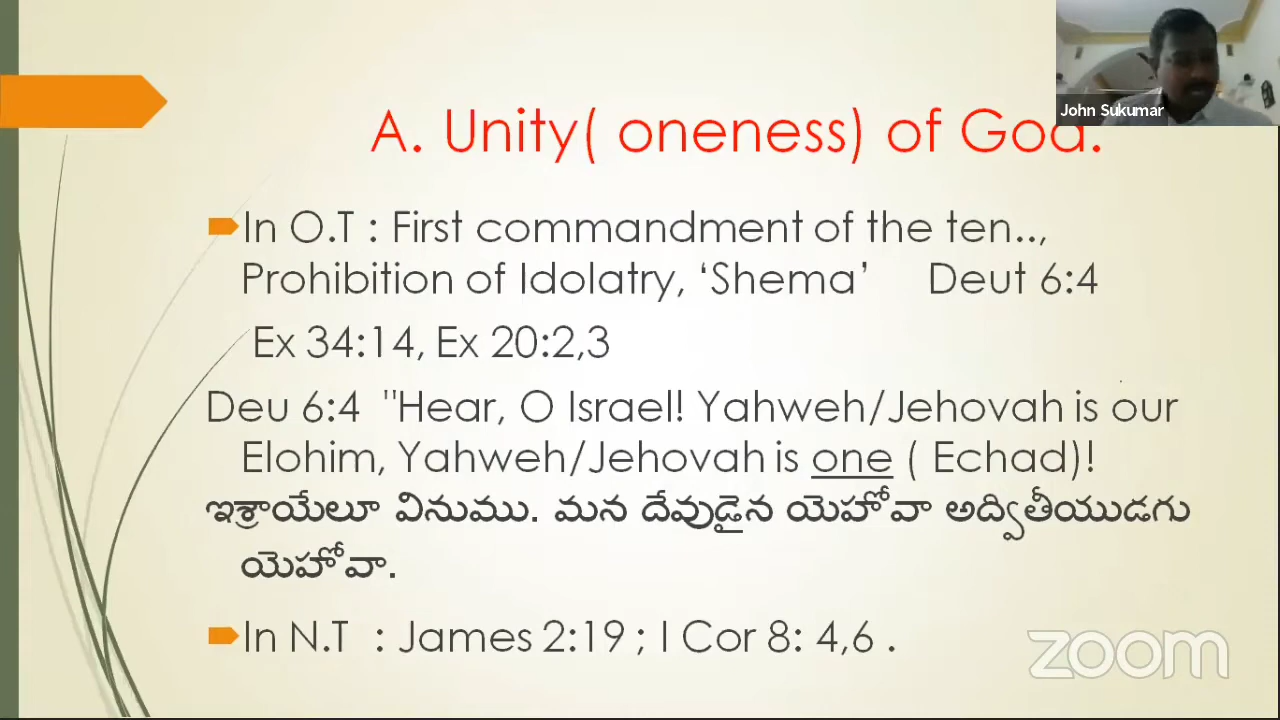 John Sukumar
A. Unity( oneness) of God.
In O.T : First commandment of the ten..,
Prohibition of Idolatry, ‘Shema’ Deut 6:4
Ex 34:14, Ex 20:2,3
Deu 6:4 "Hear, O Israel! Yahweh/Jehovah is our
Elohim, Yahweh/Jehovah is one ( Echad)!
ఇశ్రాయేలూ వినుము. మన దేవుడైన యెహోవా అద్వితీయుడగు
యెహోవా.
In N.T : James 2:19 ; I Cor 8: 4,6 .
zoom